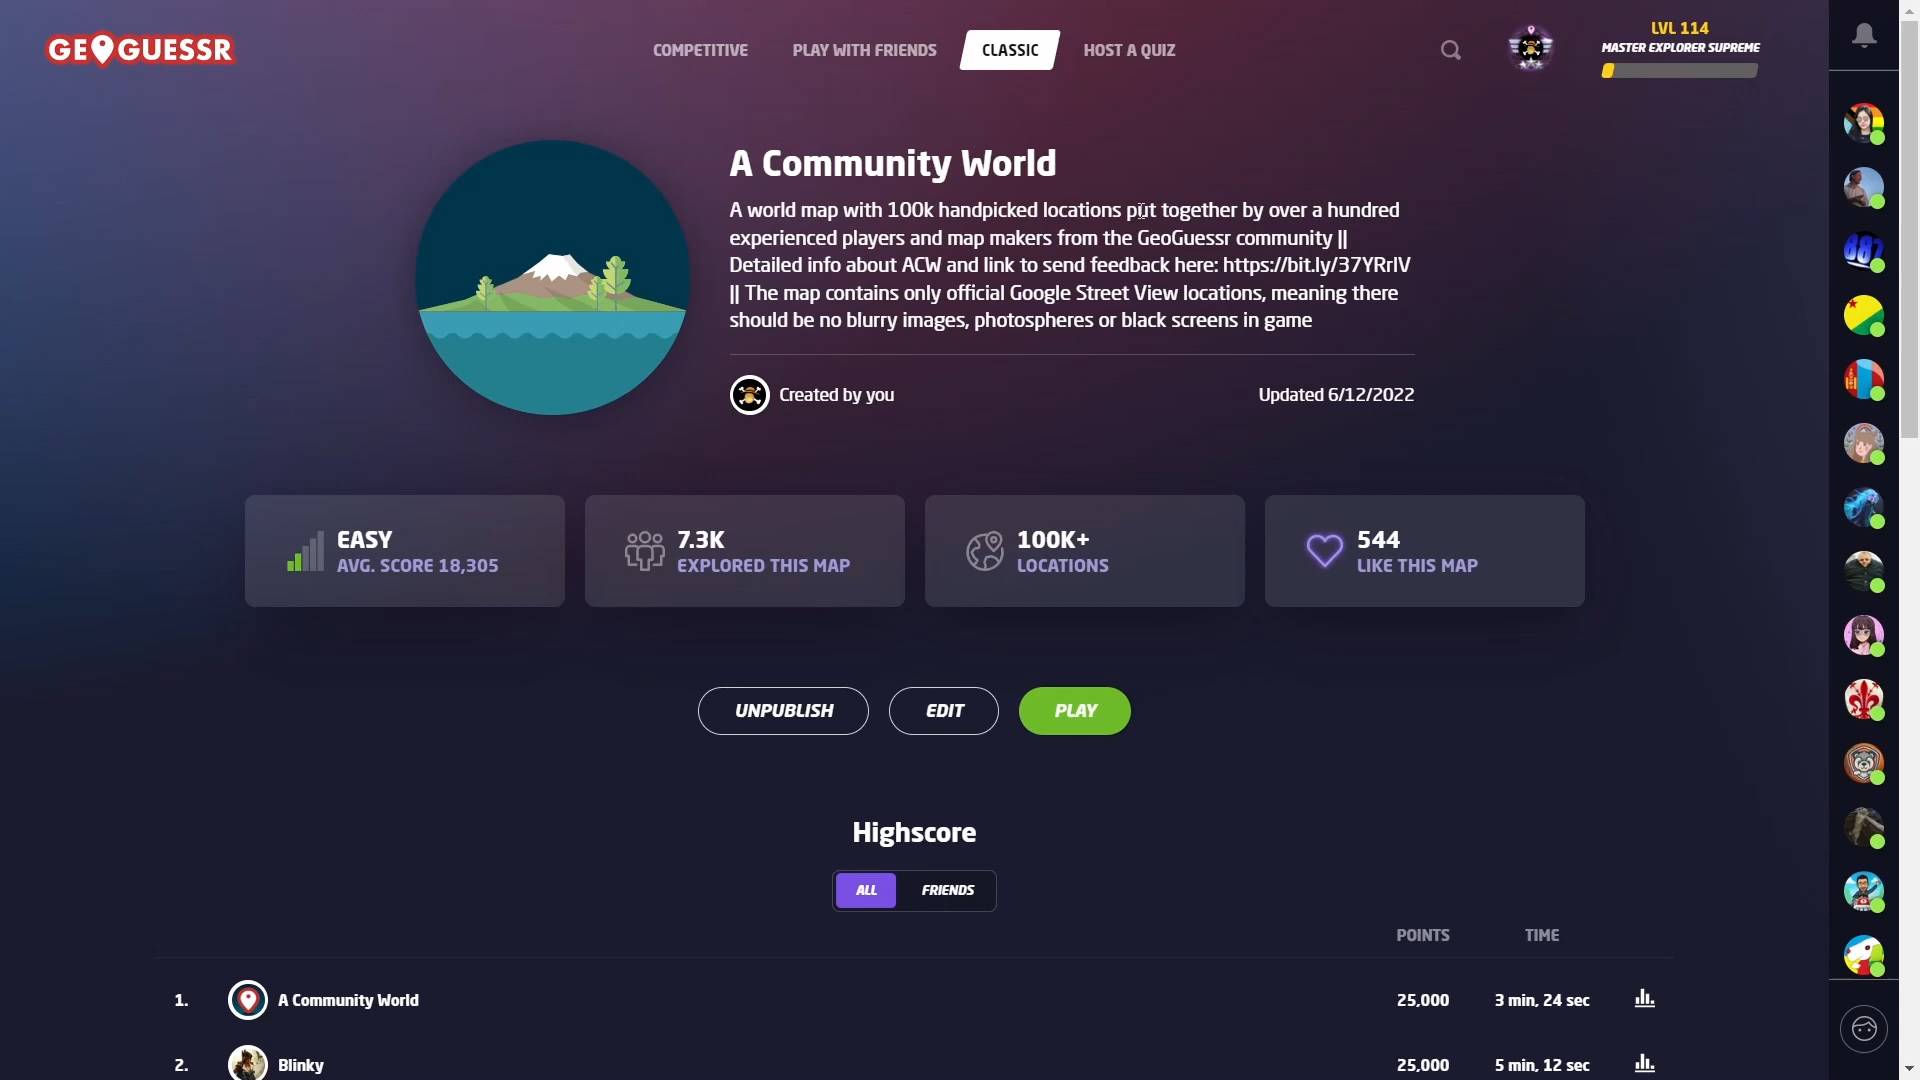 GEOGUESSR
COMPETITIVE
PLAY WITH FRIENDS
CLASSIC
HOST A QUIZ
LVL 114
MASTER EXPLORER SUPREME
A Community World
A world map with 100k handpicked locations put together by over a hundred
experienced players and map makers from the GeoGuessr community ||
Detailed info about ACW and link to send feedback here: https://bit.ly/37YRrlV
|| The map contains only official Google Street View locations, meaning there
should be no blurry images, photospheres or black screens in game
Created by you
Updated 6/12/2022
EASY
AVG. SCORE 18,305
7.3K
EXPLORED THIS MAP
100K+
LOCATIONS
544
LIKE THIS MAP
UNPUBLISH
EDIT
PLAY
Highscore
ALL
FRIENDS
POINTS
TIME
1.
A Community World
25,000
3 min, 24 sec
2.
Blinky
25,000
5 min, 12 sec
887